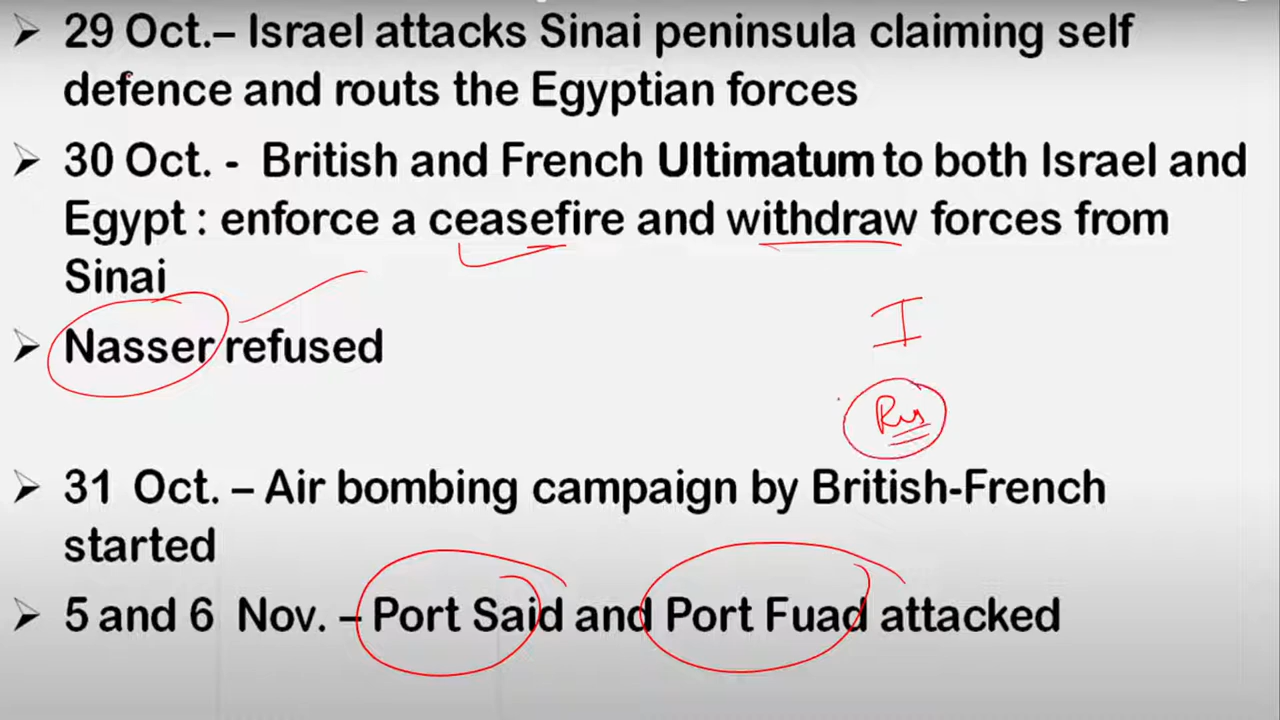 ➢ 29 Oct.– Israel attacks Sinai peninsula claiming self
defence and routs the Egyptian forces
➢ 30 Oct. - British and French Ultimatum to both Israel and
Egypt : enforce a ceasefire and withdraw forces from
Sinai
➢ Nasser refused
I
Rus
➢ 31 Oct. – Air bombing campaign by British-French
started
➢ 5 and 6 Nov. – Port Said and Port Fuad attacked